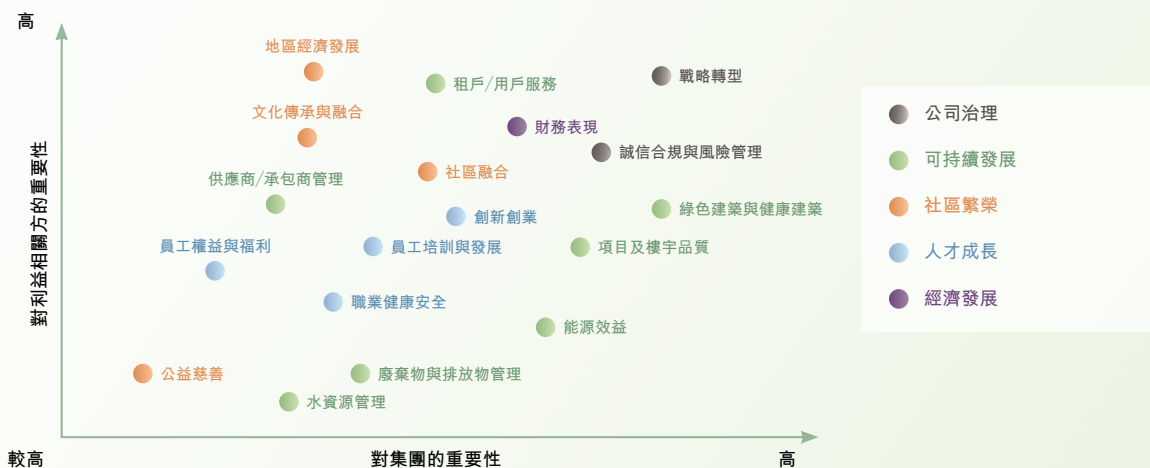 高
地區經濟發展
租戶/用戶服務
戰略轉型
文化傳承與融合
財務表現
誠信合規與風險管理
社區融合
供應商/承包商管理
創新創業
綠色建築與健康建築
員工權益與福利
員工培訓與發展
項目及樓宇品質
職業健康安全
能源效益
公益慈善
廢棄物與排放物管理
水資源管理
對利益相關方的重要性
較高
對集團的重要性
高
公司治理
可持續發展
社區繁榮
人才成長
經濟發展